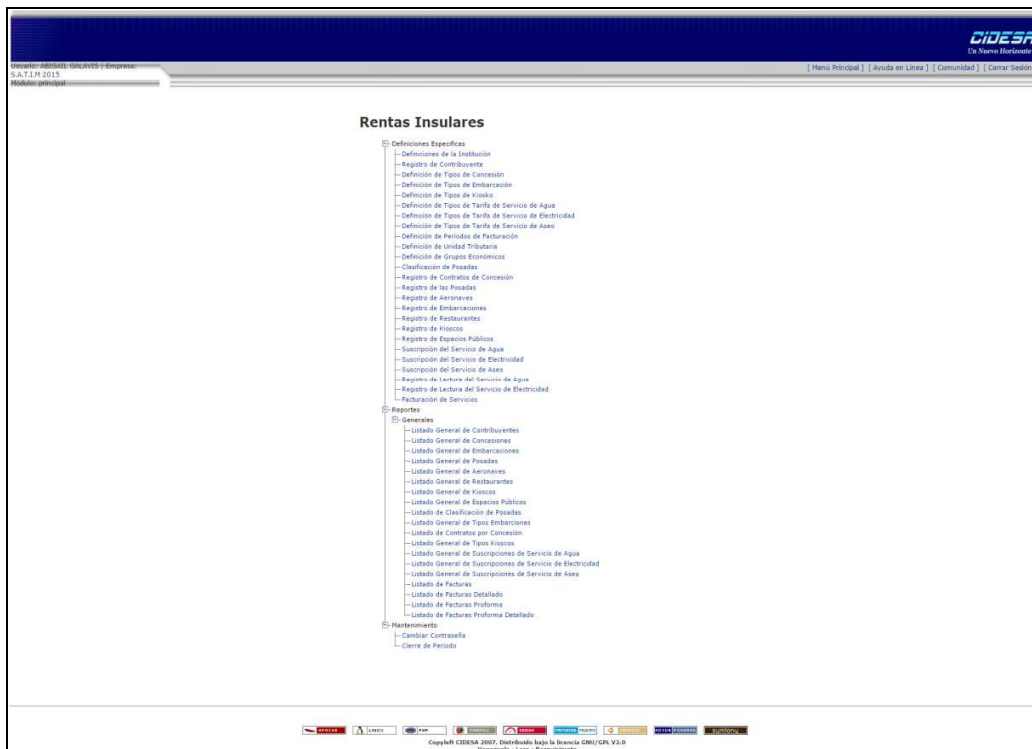 CIDESA
Un Nuevo Horizonte
Usuario: ABIGAIL GALAVIS | Empresa:
S.A.T.I.M 2015
Módulo: principal
[ Menú Principal ] [ Ayuda en Línea ] [ Comunidad ] [ Cerrar Sesión
Rentas Insulares
Definiciones Específicas
Definiciones de la Institución
Registro de Contribuyente
Definición de Tipos de Concesión
Definición de Tipos de Embarcación
Definición de Tipos de Kiosko
Definición de Tipos de Tarifa de Servicio de Agua
Definición de Tipos de Tarifa de Servicio de Electricidad
Definición de Tipos de Tarifa de Servicio de Aseo
Definición de Periodos de Facturación
Definición de Unidad Tributaria
Definición de Grupos Económicos
Clasificación de Posadas
Registro de Contratos de Concesión
Registro de las Posadas
Registro de Aeronaves
Registro de Embarcaciones
Registro de Restaurantes
Registro de Kioscos
Registro de Espacios Públicos
Suscripción del Servicio de Agua
Suscripción del Servicio de Electricidad
Suscripción del Servicio de Aseo
Registro de Lectura del Servicio de Agua
Registro de Lectura del Servicio de Electricidad
Facturación de Servicios
Reportes
Generales
Listado General de Contribuyentes
Listado General de Concesiones
Listado General de Embarcaciones
Listado General de Posadas
Listado General de Aeronaves
Listado General de Restaurantes
Listado General de Kioscos
Listado General de Espacios Públicos
Listado de Clasificación de Posadas
Listado General de Tipos Embarciones
Listado de Contratos por Concesión
Listado General de Tipos Kioscos
Listado General de Suscripciones de Servicio de Agua
Listado General de Suscripciones de Servicio de Electricidad
Listado General de Suscripciones de Servicio de Aseo
Listado de Facturas
Listado de Facturas Detallado
Listado de Facturas Proforma
Listado de Facturas Proforma Detallado
Mantenimiento
Cambiar Contraseña
Cierre de Período
APACHE LINUX PHP DEBIAN symfony
Copyleft CIDESA 2007. Distribuido bajo la licencia GNU/GPL V2.0